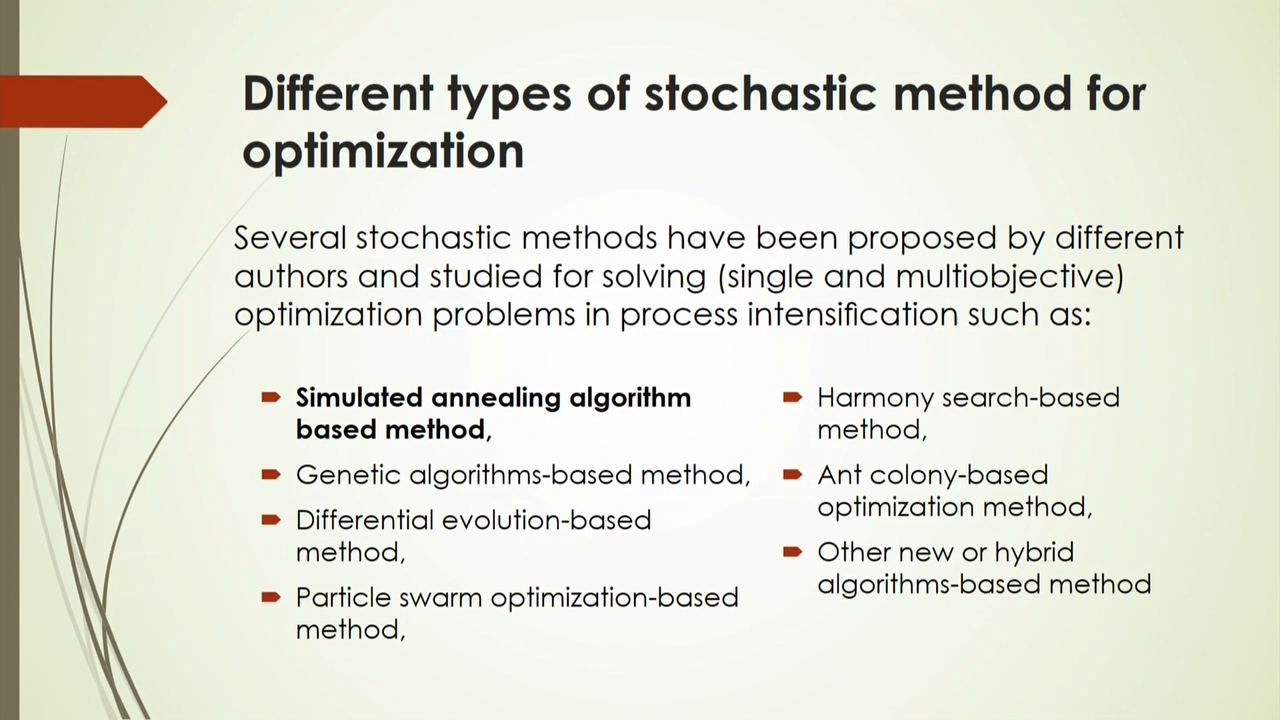 Different types of stochastic method for
optimization
Several stochastic methods have been proposed by different
authors and studied for solving (single and multiobjective)
optimization problems in process intensification such as:
Simulated annealing algorithm
based method,
Genetic algorithms-based method,
Differential evolution-based
method,
Particle swarm optimization-based
method,
Harmony search-based
method,
Ant colony-based
optimization method,
Other new or hybrid
algorithms-based method